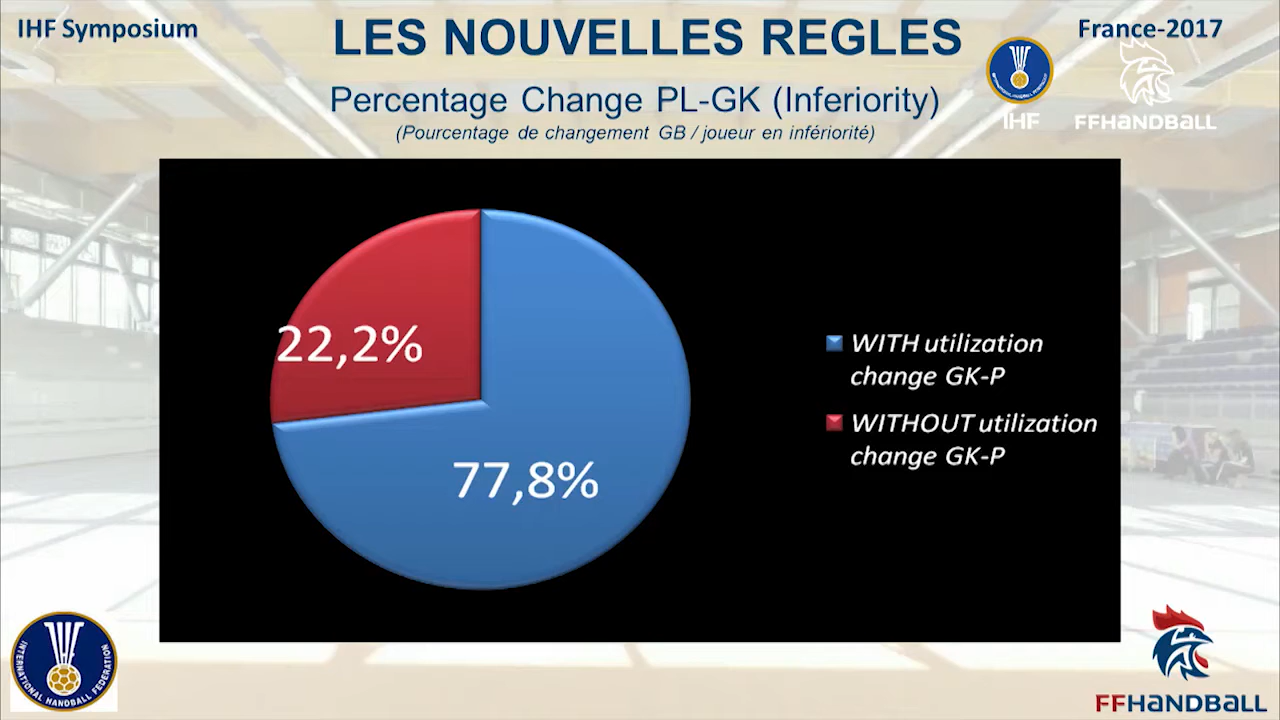 IHF Symposium
LES NOUVELLES REGLES
France-2017
Percentage Change PL-GK (Inferiority)
(Pourcentage de changement GB / joueur en infériorité)
IHF
FFHANDBALL
22,2%
77,8%
WITH utilization
change GK-P
WITHOUT utilization
change GK-P
INTERNATIONAL HANDBALL FEDERATION
FFHANDBALL